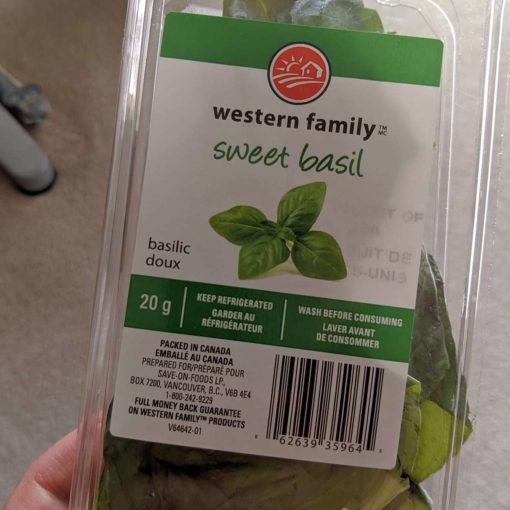 western family™ MC
sweet basil
basilic
doux
20 g
KEEP REFRIGERATED
GARDER AU
RÉFRIGÉRATEUR
WASH BEFORE CONSUMING
LAVER AVANT
DE CONSOMMER
PACKED IN CANADA
EMBALLÉ AU CANADA
PREPARED FOR/PRÉPARÉ POUR
SAVE-ON-FOODS LP.,
BOX 7200, VANCOUVER, B.C., V6B 4E4
1-800-242-9229
FULL MONEY BACK GUARANTEE
ON WESTERN FAMILY™ PRODUCTS
V64642-01
62639 35964